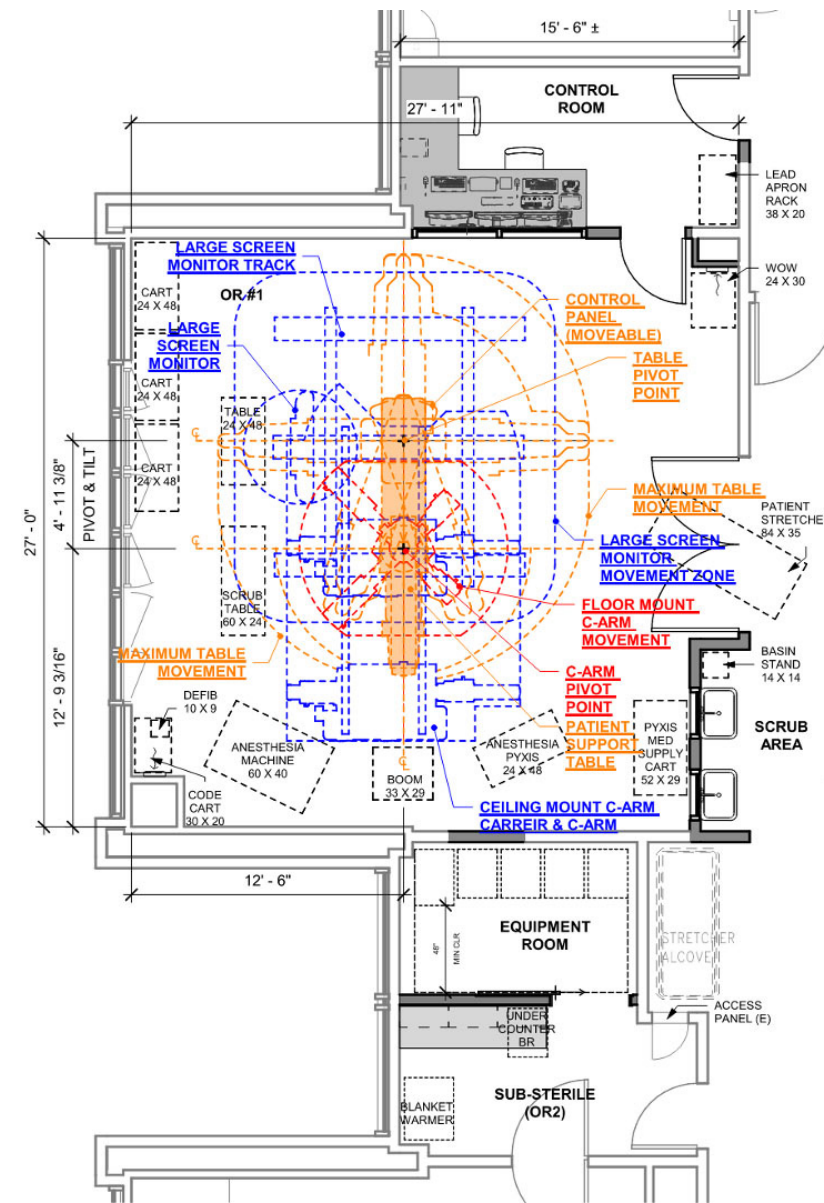 15' - 6" ±
CONTROL
ROOM
27' - 11"
LEAD
APRON
RACK
38 X 20
LARGE SCREEN
MONITOR TRACK
WOW
24 X 30
CART
24 X 48
OR #1
CONTROL
PANEL
(MOVEABLE)
LARGE
SCREEN
MONITOR
TABLE
PIVOT
POINT
CART
24 X 48
TABLE
24 X 48
CART
24 X 48
PIVOT & TILT
4' - 11 3/8"
27' - 0"
MAXIMUM TABLE
MOVEMENT
PATIENT
STRETCHE
84 X 35
LARGE SCREEN
MONITOR
MOVEMENT ZONE
SCRUB
TABLE
60 X 24
FLOOR MOUNT
C-ARM
MOVEMENT
MAXIMUM TABLE
MOVEMENT
12' - 9 3/16"
BASIN
STAND
14 X 14
C-ARM
PIVOT
POINT
DEFIB
10 X 9
PATIENT
SUPPORT
TABLE
PYXIS
MED
SUPPLY
CART
52 X 29
SCRUB
AREA
ANESTHESIA
MACHINE
60 X 40
ANESTHESIA
PYXIS
24 X 48
BOOM
33 X 29
CODE
CART
30 X 20
CEILING MOUNT C-ARM
CARREIR & C-ARM
12' - 6"
EQUIPMENT
ROOM
48"
MIN CLR
STRETCHER
ALCOVE
ACCESS
PANEL (E)
UNDER
COUNTER
BR
SUB-STERILE
(OR2)
BLANKET
WARMER